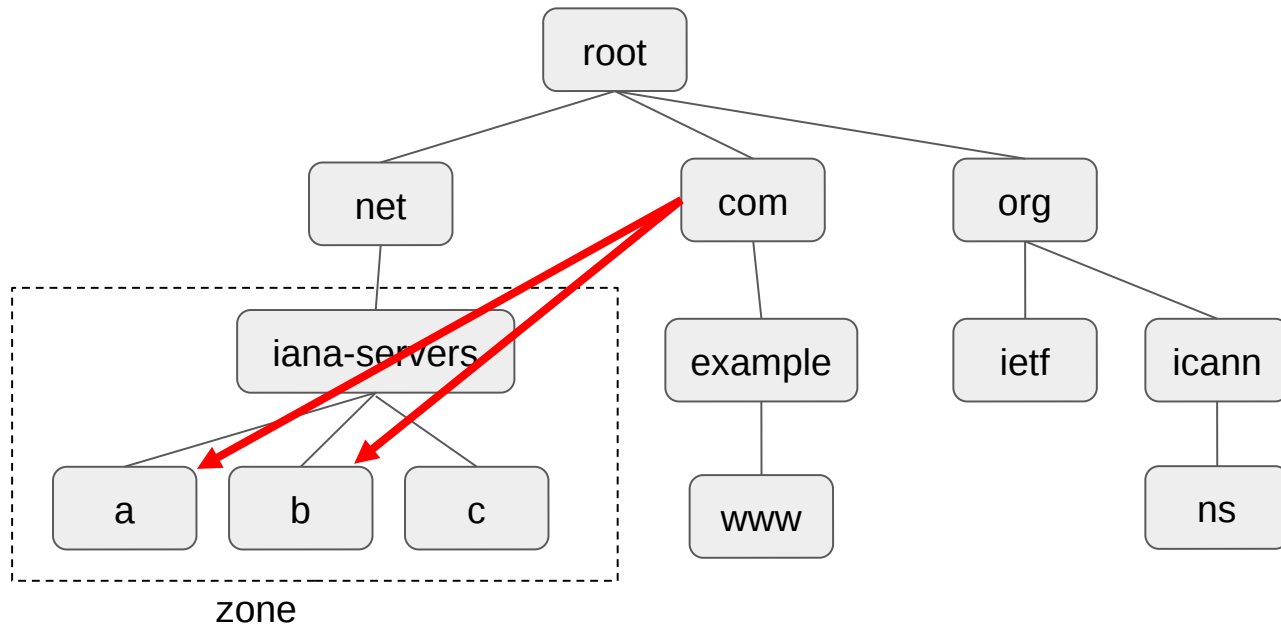 root
net
com
org
iana-servers
example
ietf
icann
a
b
c
www
ns
zone